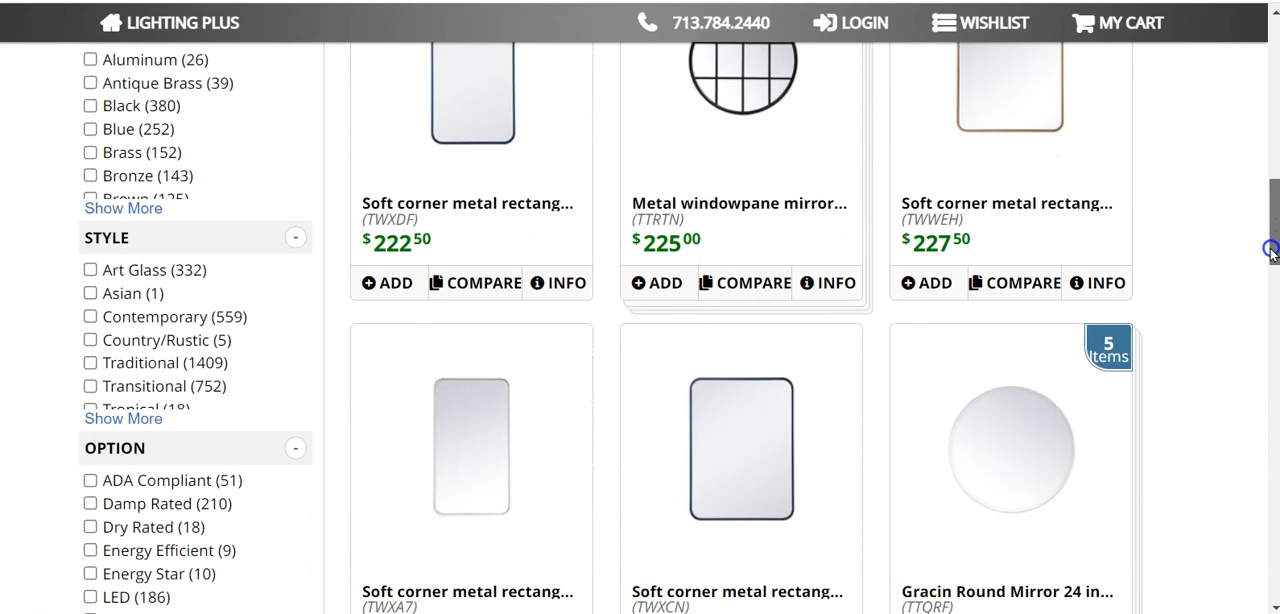 LIGHTING PLUS
713.784.2440
LOGIN
WISHLIST
MY CART
Aluminum (26)
Antique Brass (39)
Black (380)
Blue (252)
Brass (152)
Bronze (143)
Brown (125)
Show More
STYLE
-
Art Glass (332)
Asian (1)
Contemporary (559)
Country/Rustic (5)
Traditional (1409)
Transitional (752)
Tropical (18)
Show More
OPTION
-
ADA Compliant (51)
Damp Rated (210)
Dry Rated (18)
Energy Efficient (9)
Energy Star (10)
LED (186)
Soft corner metal rectang...
(TWXDF)
$222 50
ADD COMPARE INFO
Metal windowpane mirror...
(TTRTN)
$225 00
ADD COMPARE INFO
Soft corner metal rectang...
(TWWEH)
$227 50
ADD COMPARE INFO
Soft corner metal rectang...
(TWXA7)
Soft corner metal rectang...
(TWXCN)
5
Items
Gracin Round Mirror 24 in...
(TTQRF)